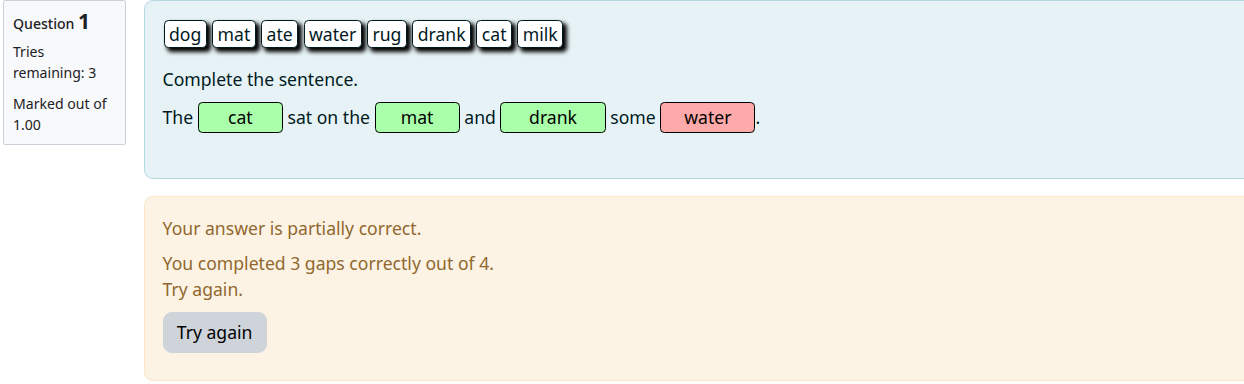 Question 1
Tries
remaining: 3
Marked out of
1.00
dog mat ate water rug drank cat milk
Complete the sentence.
The cat sat on the mat and drank some water.
Your answer is partially correct.
You completed 3 gaps correctly out of 4.
Try again.
Try again